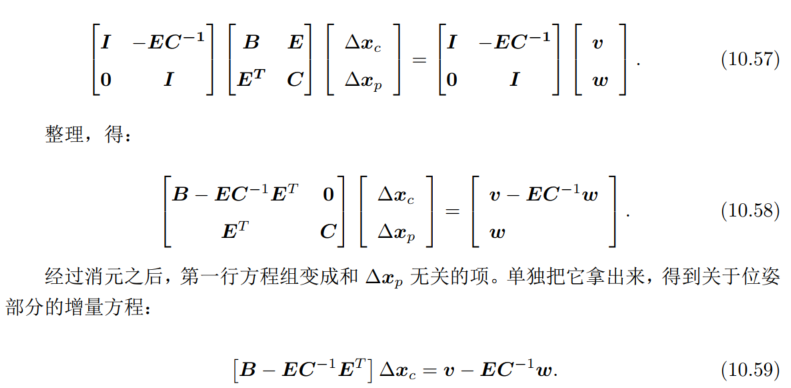 [ I −EC⁻¹ ; 0 I ] [ B E ; Eᵀ C ] [ Δx_c ; Δx_p ] = [ I −EC⁻¹ ; 0 I ] [ v ; w ] . (10.57)
整理，得：
[ B − EC⁻¹Eᵀ 0 ; Eᵀ C ] [ Δx_c ; Δx_p ] = [ v − EC⁻¹w ; w ] . (10.58)
经过消元之后，第一行方程组变成和 Δx_p 无关的项。单独把它拿出来，得到关于位姿
部分的增量方程：
[B − EC⁻¹Eᵀ] Δx_c = v − EC⁻¹w. (10.59)